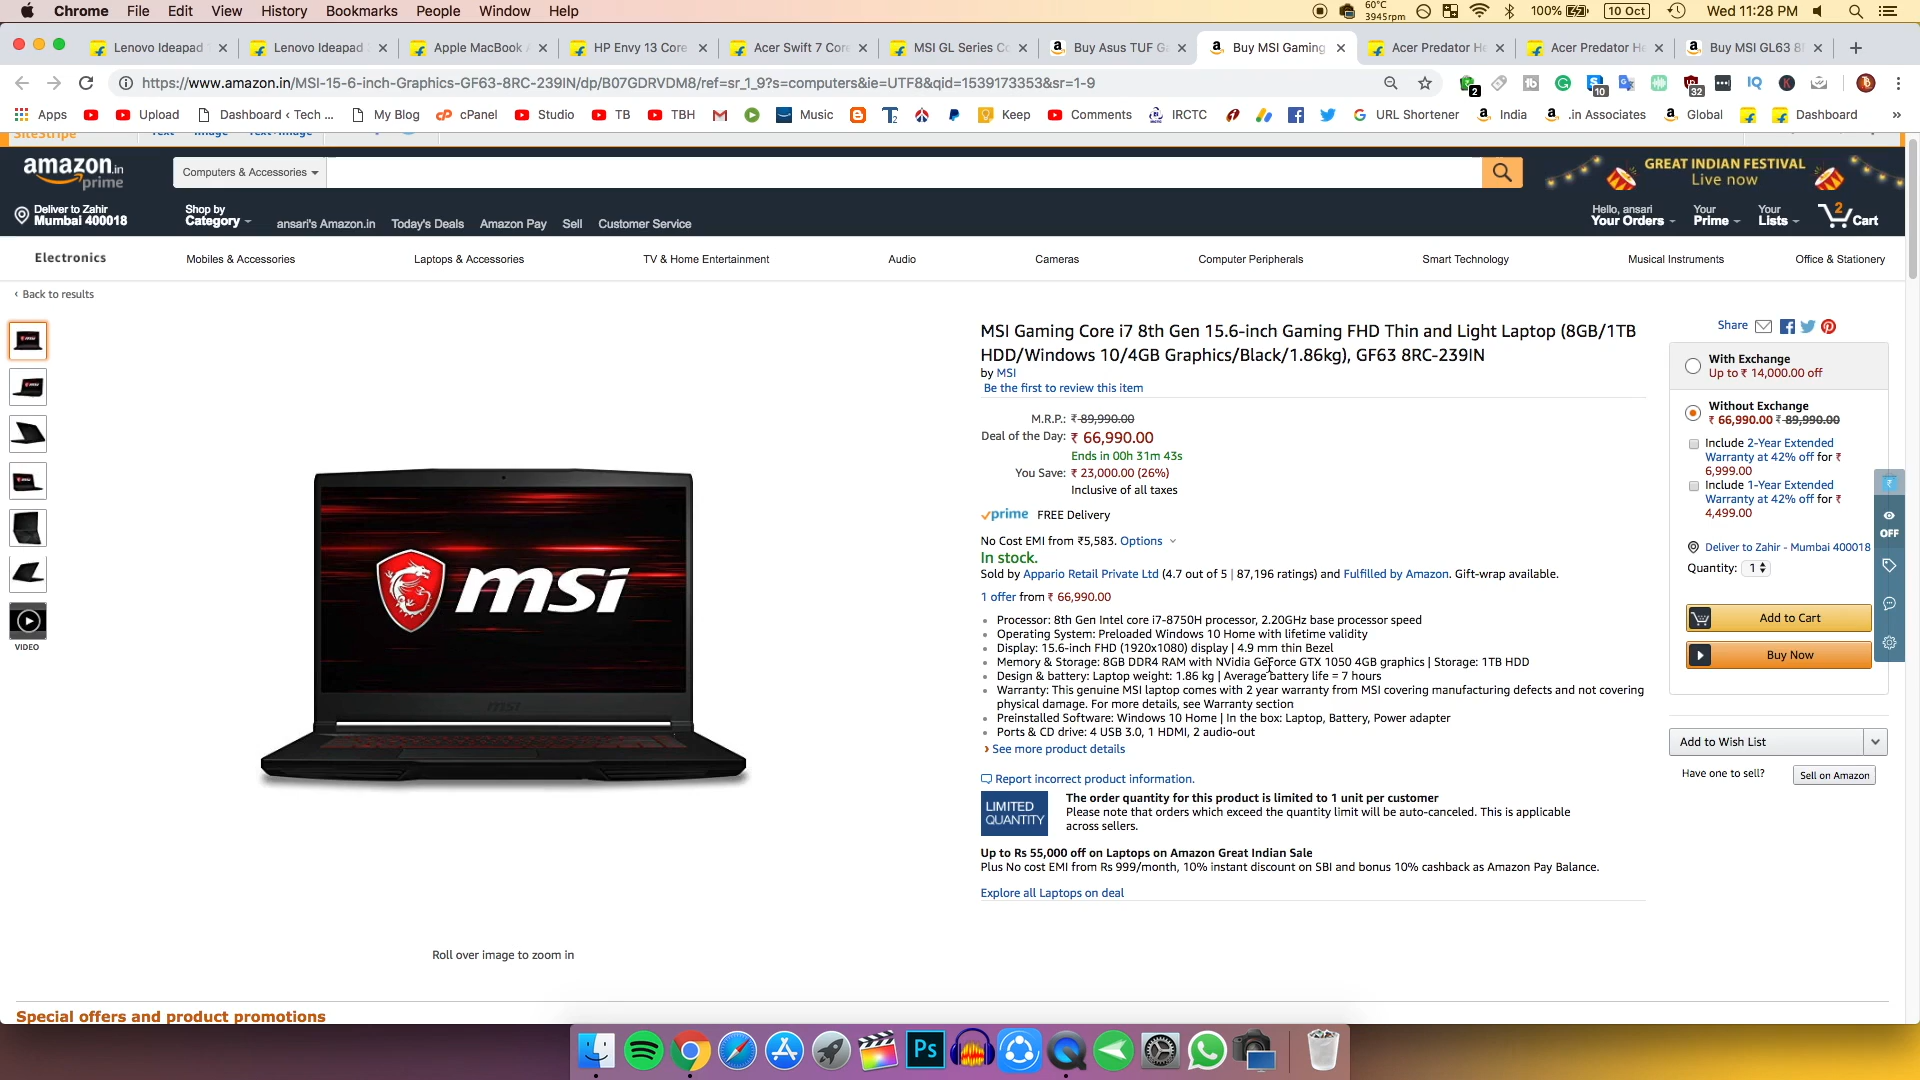 Chrome File Edit View History Bookmarks People Window Help
60°C 3945rpm 100% 10 Oct Wed 11:28 PM
Lenovo Ideapad Lenovo Ideapad Apple MacBook HP Envy 13 Core Acer Swift 7 Core MSI GL Series Co Buy Asus TUF Ga Buy MSI Gaming Acer Predator He Acer Predator He Buy MSI GL63 8
https://www.amazon.in/MSI-15-6-inch-Graphics-GF63-8RC-239IN/dp/B07GDRVDM8/ref=sr_1_9?s=computers&ie=UTF8&qid=1539173353&sr=1-9
Apps Upload Dashboard ‹ Tech ... My Blog cPanel Studio TB TBH Music Keep Comments IRCTC URL Shortener India .in Associates Global Dashboard »
SiteStripe Text Image Text+Image
amazon.in prime
Computers & Accessories
GREAT INDIAN FESTIVAL
Live now
Deliver to Zahir
Mumbai 400018
Shop by
Category
ansari's Amazon.in Today's Deals Amazon Pay Sell Customer Service
Hello, ansari
Your Orders
Your
Prime
Your
Lists
2
Cart
Electronics Mobiles & Accessories Laptops & Accessories TV & Home Entertainment Audio Cameras Computer Peripherals Smart Technology Musical Instruments Office & Stationery
‹ Back to results
VIDEO
msi
Roll over image to zoom in
MSI Gaming Core i7 8th Gen 15.6-inch Gaming FHD Thin and Light Laptop (8GB/1TB
HDD/Windows 10/4GB Graphics/Black/1.86kg), GF63 8RC-239IN
by MSI
Be the first to review this item
M.R.P.: ₹ 89,990.00
Deal of the Day: ₹ 66,990.00
Ends in 00h 31m 43s
You Save: ₹ 23,000.00 (26%)
Inclusive of all taxes
prime FREE Delivery
No Cost EMI from ₹5,583. Options
In stock.
Sold by Appario Retail Private Ltd (4.7 out of 5 | 87,196 ratings) and Fulfilled by Amazon. Gift-wrap available.
1 offer from ₹ 66,990.00
Processor: 8th Gen Intel core i7-8750H processor, 2.20GHz base processor speed
Operating System: Preloaded Windows 10 Home with lifetime validity
Display: 15.6-inch FHD (1920x1080) display | 4.9 mm thin Bezel
Memory & Storage: 8GB DDR4 RAM with NVidia GeForce GTX 1050 4GB graphics | Storage: 1TB HDD
Design & battery: Laptop weight: 1.86 kg | Average battery life = 7 hours
Warranty: This genuine MSI laptop comes with 2 year warranty from MSI covering manufacturing defects and not covering
physical damage. For more details, see Warranty section
Preinstalled Software: Windows 10 Home | In the box: Laptop, Battery, Power adapter
Ports & CD drive: 4 USB 3.0, 1 HDMI, 2 audio-out
› See more product details
Report incorrect product information.
LIMITED
QUANTITY
The order quantity for this product is limited to 1 unit per customer
Please note that orders which exceed the quantity limit will be auto-canceled. This is applicable
across sellers.
Up to Rs 55,000 off on Laptops on Amazon Great Indian Sale
Plus No cost EMI from Rs 999/month, 10% instant discount on SBI and bonus 10% cashback as Amazon Pay Balance.
Explore all Laptops on deal
Share
With Exchange
Up to ₹ 14,000.00 off
Without Exchange
₹ 66,990.00 ₹ 89,990.00
Include 2-Year Extended
Warranty at 42% off for ₹
6,999.00
Include 1-Year Extended
Warranty at 42% off for ₹
4,499.00
OFF
Deliver to Zahir - Mumbai 400018
Quantity: 1
Add to Cart
Buy Now
Add to Wish List
Have one to sell? Sell on Amazon
Special offers and product promotions
Ps